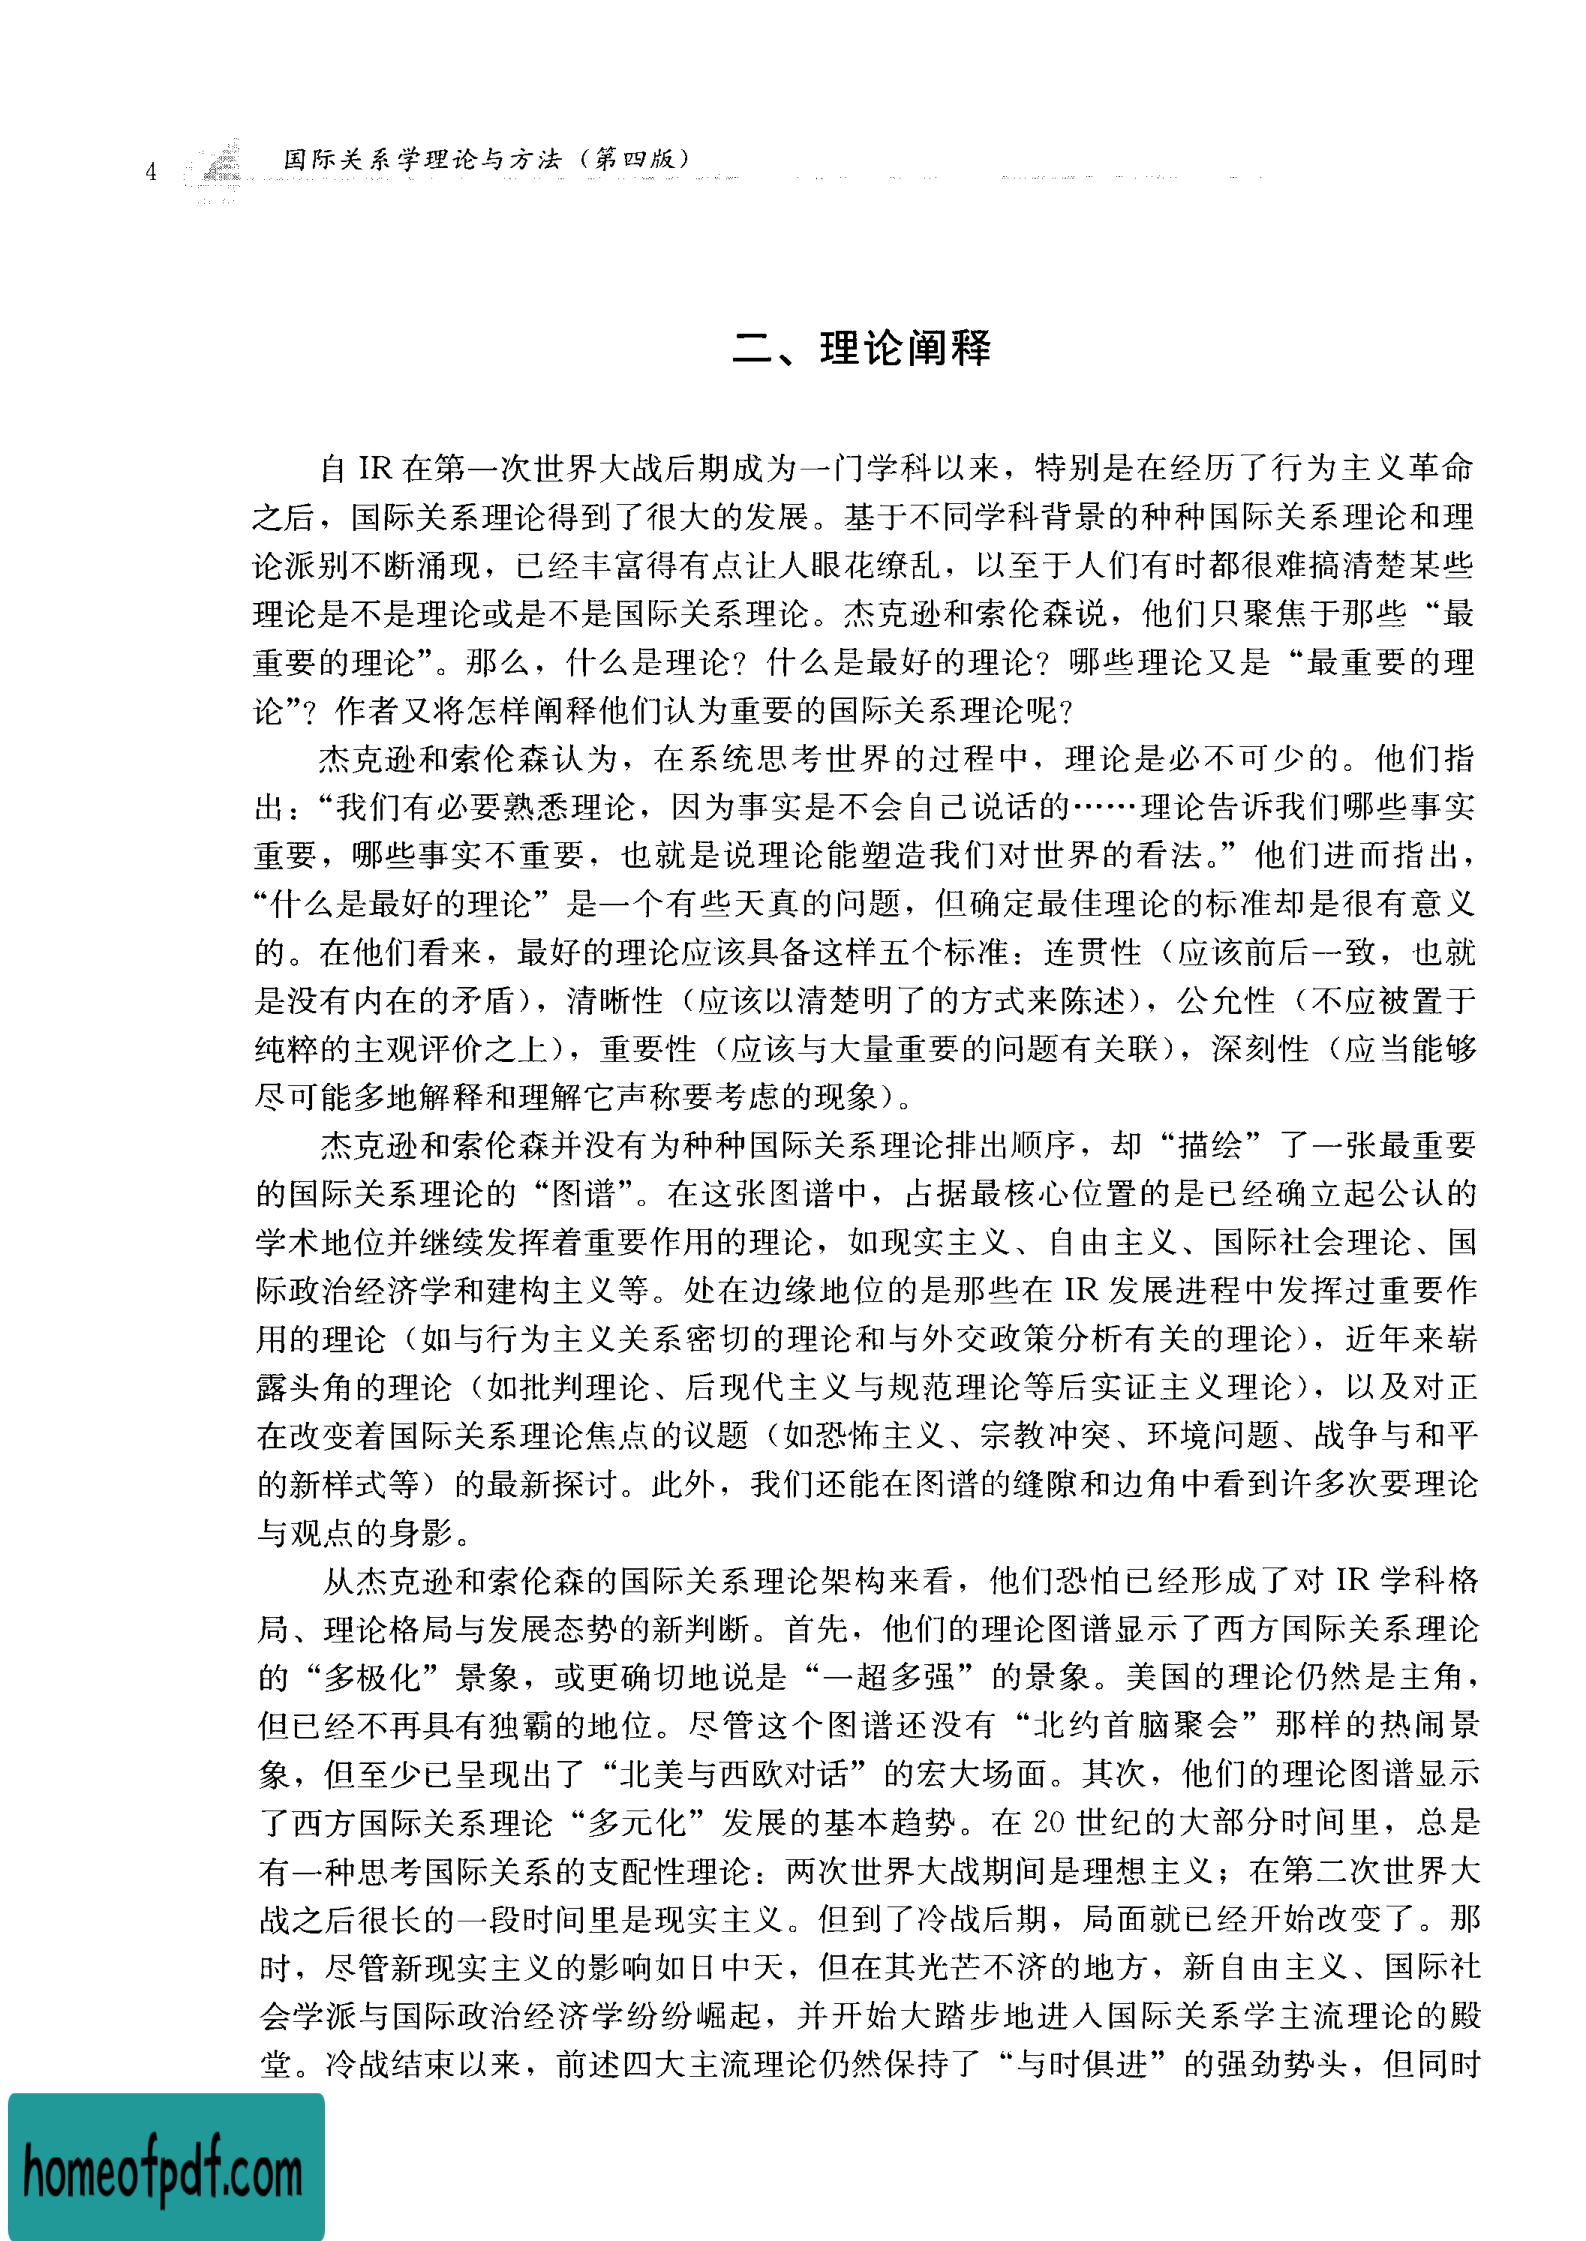 4
国际关系学理论与方法（第四版）
二、理论阐释
自 IR 在第一次世界大战后期成为一门学科以来，特别是在经历了行为主义革命
之后，国际关系理论得到了很大的发展。基于不同学科背景的种种国际关系理论和理
论派别不断涌现，已经丰富得有点让人眼花缭乱，以至于人们有时都很难搞清楚某些
理论是不是理论或是不是国际关系理论。杰克逊和索伦森说，他们只聚焦于那些“最
重要的理论”。那么，什么是理论？什么是最好的理论？哪些理论又是“最重要的理
论”？作者又将怎样阐释他们认为重要的国际关系理论呢？
杰克逊和索伦森认为，在系统思考世界的过程中，理论是必不可少的。他们指
出：“我们有必要熟悉理论，因为事实是不会自己说话的……理论告诉我们哪些事实
重要，哪些事实不重要，也就是说理论能塑造我们对世界的看法。”他们进而指出，
“什么是最好的理论”是一个有些天真的问题，但确定最佳理论的标准却是很有意义
的。在他们看来，最好的理论应该具备这样五个标准：连贯性（应该前后一致，也就
是没有内在的矛盾），清晰性（应该以清楚明了的方式来陈述），公允性（不应被置于
纯粹的主观评价之上），重要性（应该与大量重要的问题有关联），深刻性（应当能够
尽可能多地解释和理解它声称要考虑的现象）。
杰克逊和索伦森并没有为种种国际关系理论排出顺序，却“描绘”了一张最重要
的国际关系理论的“图谱”。在这张图谱中，占据最核心位置的是已经确立起公认的
学术地位并继续发挥着重要作用的理论，如现实主义、自由主义、国际社会理论、国
际政治经济学和建构主义等。处在边缘地位的是那些在 IR 发展进程中发挥过重要作
用的理论（如与行为主义关系密切的理论和与外交政策分析有关的理论），近年来崭
露头角的理论（如批判理论、后现代主义与规范理论等后实证主义理论），以及对正
在改变着国际关系理论焦点的议题（如恐怖主义、宗教冲突、环境问题、战争与和平
的新样式等）的最新探讨。此外，我们还能在图谱的缝隙和边角中看到许多次要理论
与观点的身影。
从杰克逊和索伦森的国际关系理论架构来看，他们恐怕已经形成了对 IR 学科格
局、理论格局与发展态势的新判断。首先，他们的理论图谱显示了西方国际关系理论
的“多极化”景象，或更确切地说是“一超多强”的景象。美国的理论仍然是主角，
但已经不再具有独霸的地位。尽管这个图谱还没有“北约首脑聚会”那样的热闹景
象，但至少已呈现出了“北美与西欧对话”的宏大场面。其次，他们的理论图谱显示
了西方国际关系理论“多元化”发展的基本趋势。在 20 世纪的大部分时间里，总是
有一种思考国际关系的支配性理论：两次世界大战期间是理想主义；在第二次世界大
战之后很长的一段时间里是现实主义。但到了冷战后期，局面就已经开始改变了。那
时，尽管新现实主义的影响如日中天，但在其光芒不济的地方，新自由主义、国际社
会学派与国际政治经济学纷纷崛起，并开始大踏步地进入国际关系学主流理论的殿
堂。冷战结束以来，前述四大主流理论仍然保持了“与时俱进”的强劲势头，但同时
homeofpdf.com